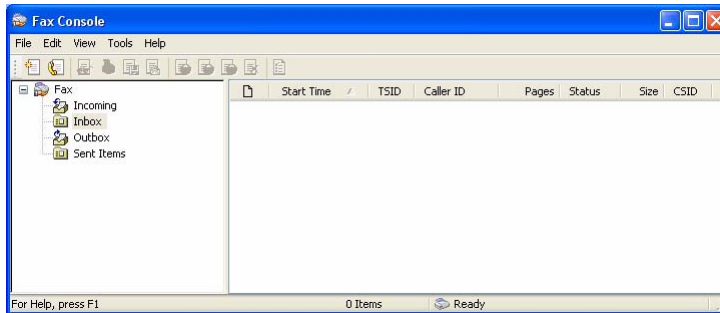 Fax Console
File Edit View Tools Help
Fax
Incoming
Inbox
Outbox
Sent Items
Start Time TSID Caller ID Pages Status Size CSID
For Help, press F1 0 Items Ready